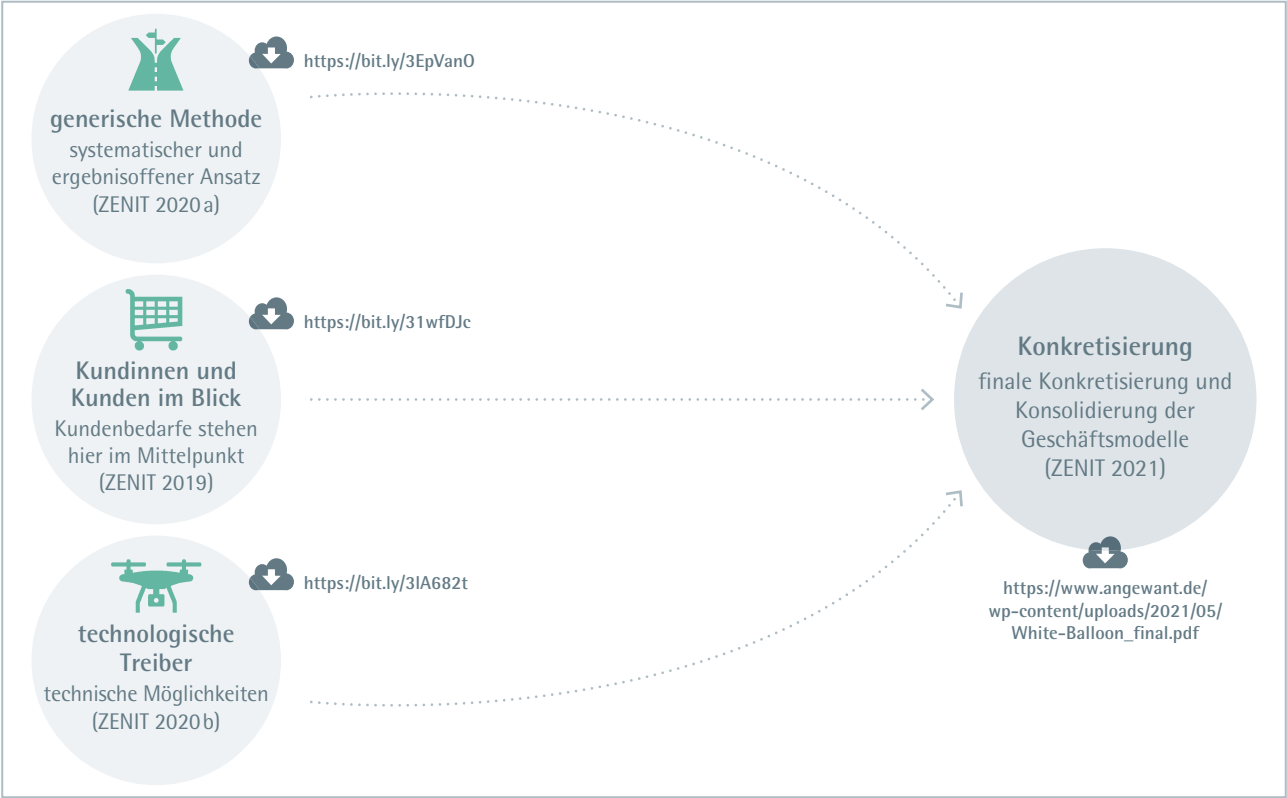 https://bit.ly/3EpVanO
generische Methode
systematischer und
ergebnisoffener Ansatz
(ZENIT 2020a)
https://bit.ly/31wfDJc
Kundinnen und
Kunden im Blick
Kundenbedarfe stehen
hier im Mittelpunkt
(ZENIT 2019)
https://bit.ly/3lA682t
technologische
Treiber
technische Möglichkeiten
(ZENIT 2020b)
Konkretisierung
finale Konkretisierung und
Konsolidierung der
Geschäftsmodelle
(ZENIT 2021)
https://www.angewant.de/
wp-content/uploads/2021/05/
White-Balloon_final.pdf